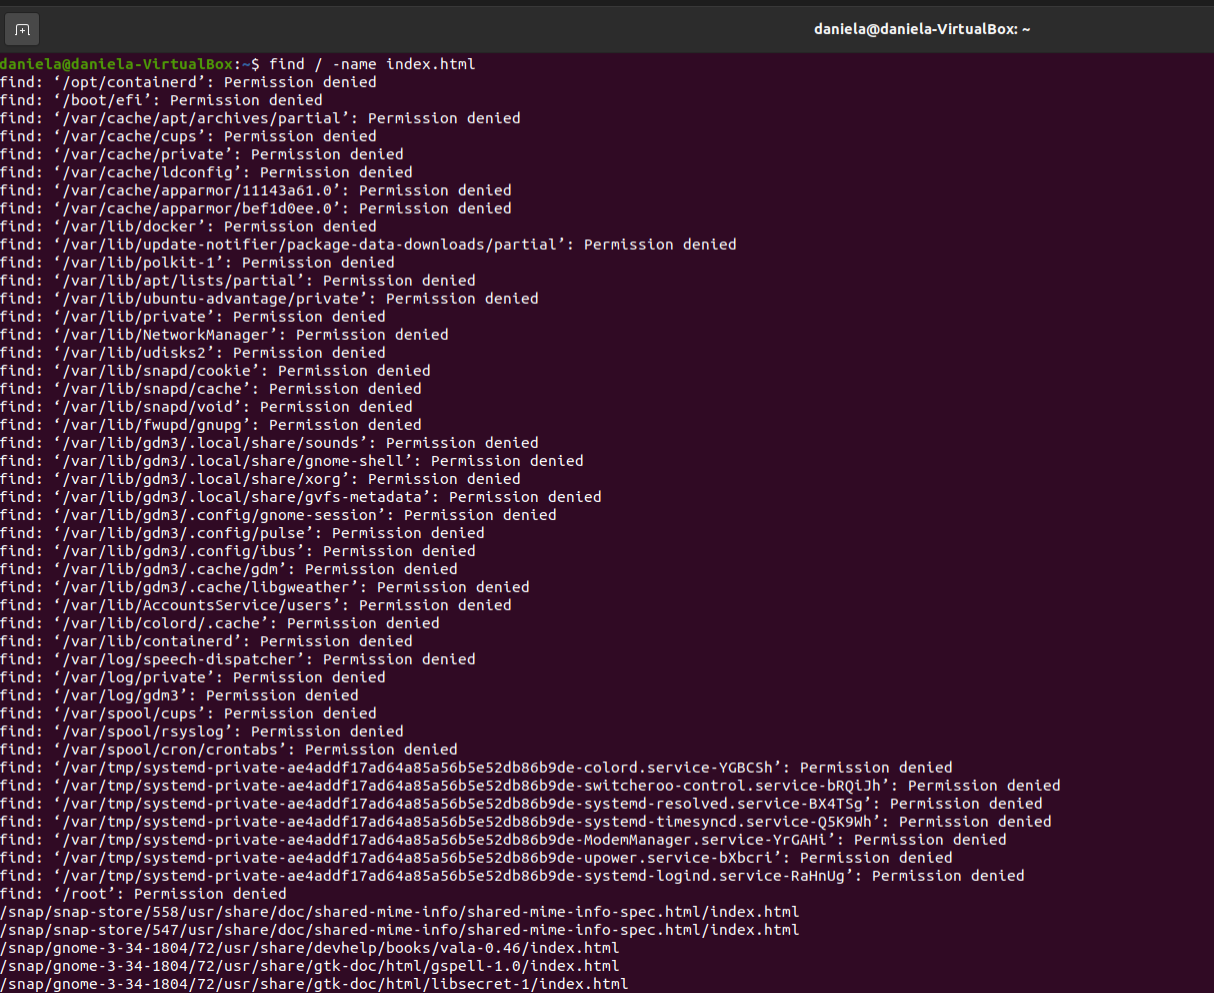 daniela@daniela-VirtualBox: ~
daniela@daniela-VirtualBox:~$ find / -name index.html
find: ‘/opt/containerd’: Permission denied
find: ‘/boot/efi’: Permission denied
find: ‘/var/cache/apt/archives/partial’: Permission denied
find: ‘/var/cache/cups’: Permission denied
find: ‘/var/cache/private’: Permission denied
find: ‘/var/cache/ldconfig’: Permission denied
find: ‘/var/cache/apparmor/11143a61.0’: Permission denied
find: ‘/var/cache/apparmor/bef1d0ee.0’: Permission denied
find: ‘/var/lib/docker’: Permission denied
find: ‘/var/lib/update-notifier/package-data-downloads/partial’: Permission denied
find: ‘/var/lib/polkit-1’: Permission denied
find: ‘/var/lib/apt/lists/partial’: Permission denied
find: ‘/var/lib/ubuntu-advantage/private’: Permission denied
find: ‘/var/lib/private’: Permission denied
find: ‘/var/lib/NetworkManager’: Permission denied
find: ‘/var/lib/udisks2’: Permission denied
find: ‘/var/lib/snapd/cookie’: Permission denied
find: ‘/var/lib/snapd/cache’: Permission denied
find: ‘/var/lib/snapd/void’: Permission denied
find: ‘/var/lib/fwupd/gnupg’: Permission denied
find: ‘/var/lib/gdm3/.local/share/sounds’: Permission denied
find: ‘/var/lib/gdm3/.local/share/gnome-shell’: Permission denied
find: ‘/var/lib/gdm3/.local/share/xorg’: Permission denied
find: ‘/var/lib/gdm3/.local/share/gvfs-metadata’: Permission denied
find: ‘/var/lib/gdm3/.config/gnome-session’: Permission denied
find: ‘/var/lib/gdm3/.config/pulse’: Permission denied
find: ‘/var/lib/gdm3/.config/ibus’: Permission denied
find: ‘/var/lib/gdm3/.cache/gdm’: Permission denied
find: ‘/var/lib/gdm3/.cache/libgweather’: Permission denied
find: ‘/var/lib/AccountsService/users’: Permission denied
find: ‘/var/lib/colord/.cache’: Permission denied
find: ‘/var/lib/containerd’: Permission denied
find: ‘/var/log/speech-dispatcher’: Permission denied
find: ‘/var/log/private’: Permission denied
find: ‘/var/log/gdm3’: Permission denied
find: ‘/var/spool/cups’: Permission denied
find: ‘/var/spool/rsyslog’: Permission denied
find: ‘/var/spool/cron/crontabs’: Permission denied
find: ‘/var/tmp/systemd-private-ae4addf17ad64a85a56b5e52db86b9de-colord.service-YGBCSh’: Permission denied
find: ‘/var/tmp/systemd-private-ae4addf17ad64a85a56b5e52db86b9de-switcheroo-control.service-bRQiJh’: Permission denied
find: ‘/var/tmp/systemd-private-ae4addf17ad64a85a56b5e52db86b9de-systemd-resolved.service-BX4TSg’: Permission denied
find: ‘/var/tmp/systemd-private-ae4addf17ad64a85a56b5e52db86b9de-systemd-timesyncd.service-Q5K9Wh’: Permission denied
find: ‘/var/tmp/systemd-private-ae4addf17ad64a85a56b5e52db86b9de-ModemManager.service-YrGAHi’: Permission denied
find: ‘/var/tmp/systemd-private-ae4addf17ad64a85a56b5e52db86b9de-upower.service-bXbcri’: Permission denied
find: ‘/var/tmp/systemd-private-ae4addf17ad64a85a56b5e52db86b9de-systemd-logind.service-RaHnUg’: Permission denied
find: ‘/root’: Permission denied
/snap/snap-store/558/usr/share/doc/shared-mime-info/shared-mime-info-spec.html/index.html
/snap/snap-store/547/usr/share/doc/shared-mime-info/shared-mime-info-spec.html/index.html
/snap/gnome-3-34-1804/72/usr/share/devhelp/books/vala-0.46/index.html
/snap/gnome-3-34-1804/72/usr/share/gtk-doc/html/gspell-1.0/index.html
/snap/gnome-3-34-1804/72/usr/share/gtk-doc/html/libsecret-1/index.html